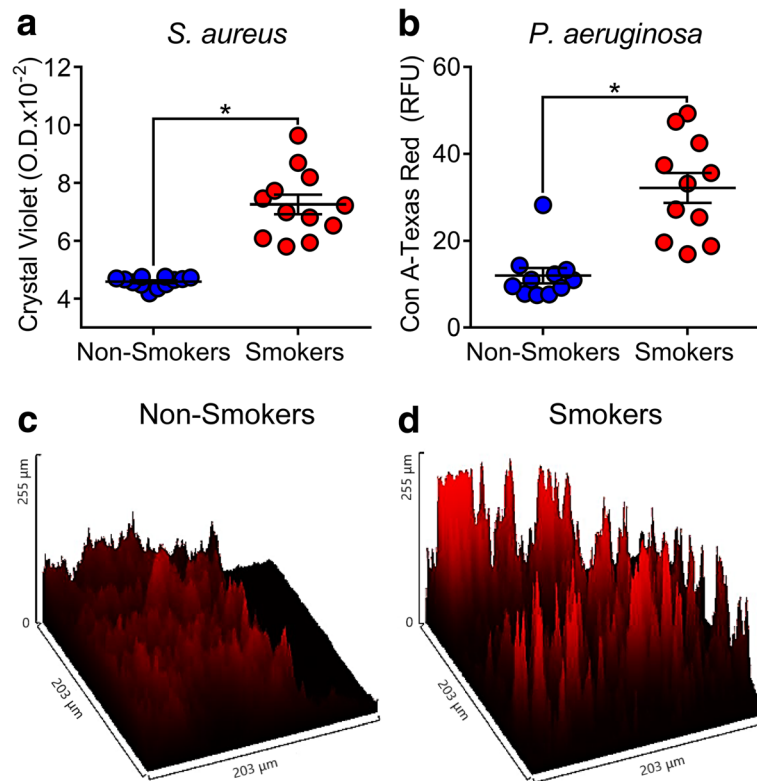 a
S. aureus
Crystal Violet (O.D.x10⁻²)
12
10
8
6
4
*
Non-Smokers
Smokers
b
P. aeruginosa
Con A-Texas Red (RFU)
60
40
20
0
*
Non-Smokers
Smokers
c
Non-Smokers
255 µm
0
203 µm
203 µm
d
Smokers
255 µm
0
203 µm
203 µm